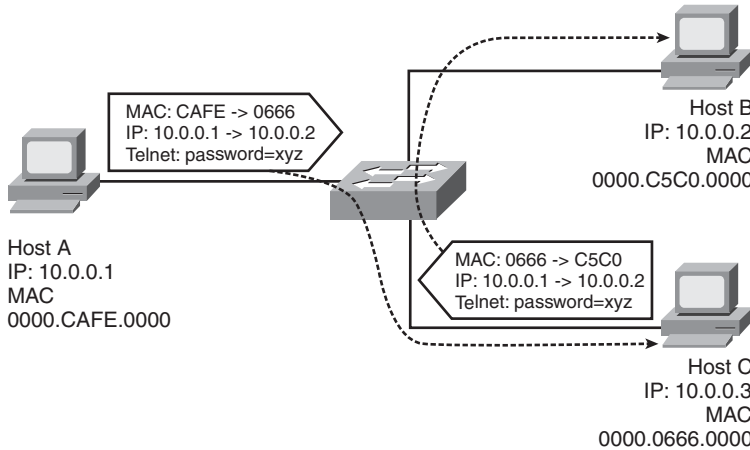 MAC: CAFE -> 0666
IP: 10.0.0.1 -> 10.0.0.2
Telnet: password=xyz
Host B
IP: 10.0.0.2
MAC
0000.C5C0.0000
Host A
IP: 10.0.0.1
MAC
0000.CAFE.0000
MAC: 0666 -> C5C0
IP: 10.0.0.1 -> 10.0.0.2
Telnet: password=xyz
Host C
IP: 10.0.0.3
MAC
0000.0666.0000